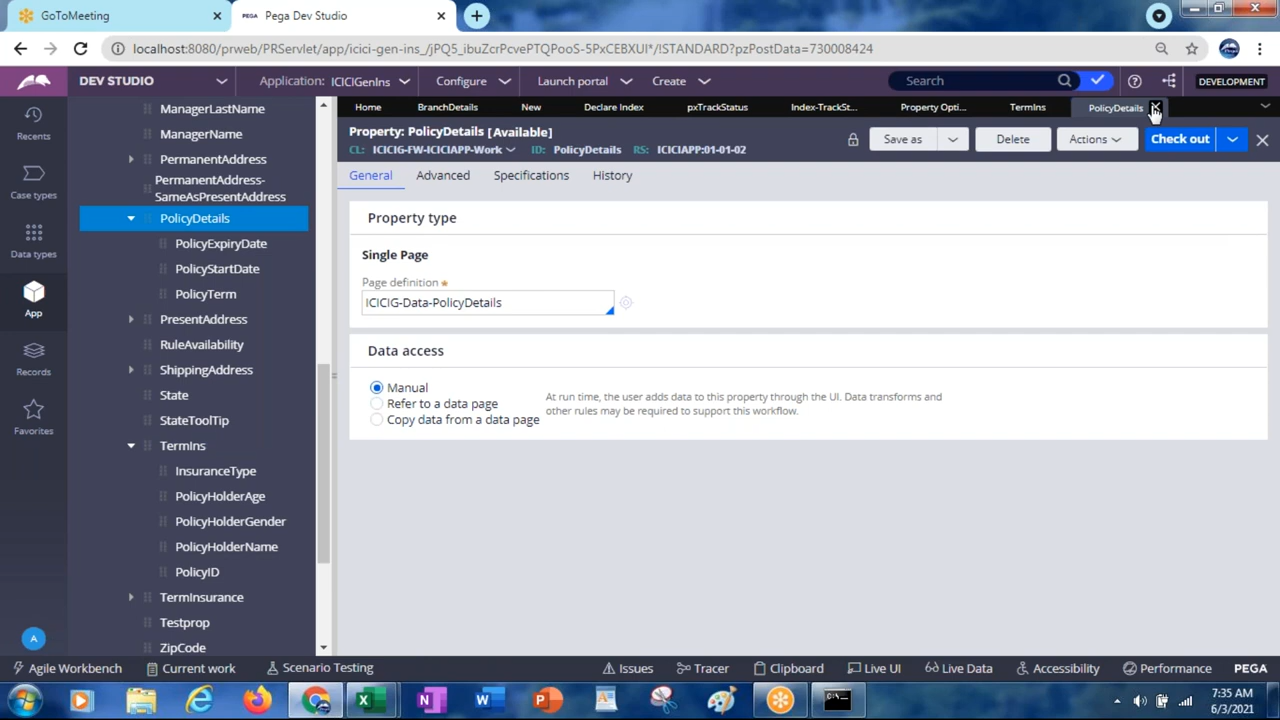 GoToMeeting
PEGA Pega Dev Studio
localhost:8080/prweb/PRServlet/app/icici-gen-ins_/jPQ5_ibuZcrPcvePTQPooS-5PxCEBXUI*/!STANDARD?pzPostData=730008424
DEV STUDIO
Application: ICICIGenIns
Configure
Launch portal
Create
Search
DEVELOPMENT
Home
BranchDetails
New
Declare Index
pxTrackStatus
Index-TrackSt...
Property Opti...
TermIns
PolicyDetails
Recents
Case types
Data types
App
Records
Favorites
A
ManagerLastName
ManagerName
PermanentAddress
PermanentAddress-
SameAsPresentAddress
PolicyDetails
PolicyExpiryDate
PolicyStartDate
PolicyTerm
PresentAddress
RuleAvailability
ShippingAddress
State
StateToolTip
TermIns
InsuranceType
PolicyHolderAge
PolicyHolderGender
PolicyHolderName
PolicyID
TermInsurance
Testprop
ZipCode
Property: PolicyDetails [Available]
CL: ICICIG-FW-ICICIAPP-Work ID: PolicyDetails RS: ICICIAPP:01-01-02
Save as
Delete
Actions
Check out
General
Advanced
Specifications
History
Property type
Single Page
Page definition
ICICIG-Data-PolicyDetails
Data access
Manual
Refer to a data page
Copy data from a data page
At run time, the user adds data to this property through the UI. Data transforms and
other rules may be required to support this workflow.
Agile Workbench
Current work
Scenario Testing
Issues
Tracer
Clipboard
Live UI
Live Data
Accessibility
Performance
PEGA
7:35 AM
6/3/2021